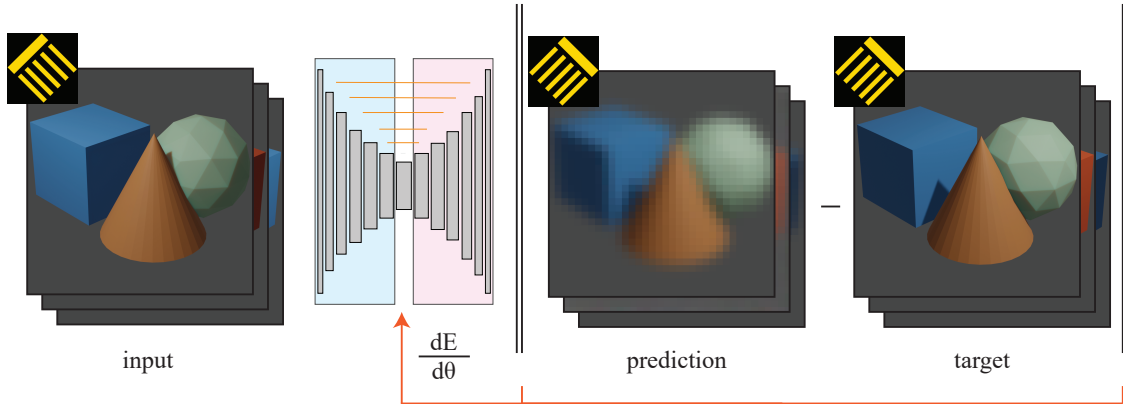 dE
dθ
input
prediction
–
target